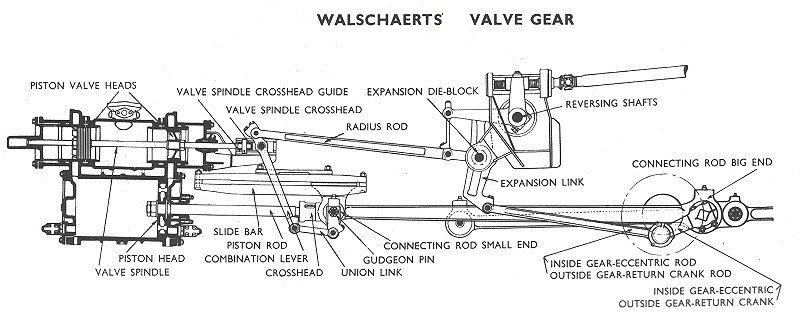 WALSCHAERTS' VALVE GEAR
PISTON VALVE HEADS
VALVE SPINDLE CROSSHEAD GUIDE
VALVE SPINDLE CROSSHEAD
EXPANSION DIE-BLOCK
RADIUS ROD
REVERSING SHAFTS
CONNECTING ROD BIG END
EXPANSION LINK
SLIDE BAR
PISTON ROD
COMBINATION LEVER
CROSSHEAD
CONNECTING ROD SMALL END
GUDGEON PIN
UNION LINK
PISTON HEAD
VALVE SPINDLE
INSIDE GEAR-ECCENTRIC ROD
OUTSIDE GEAR-RETURN CRANK ROD
INSIDE GEAR-ECCENTRIC
OUTSIDE GEAR-RETURN CRANK